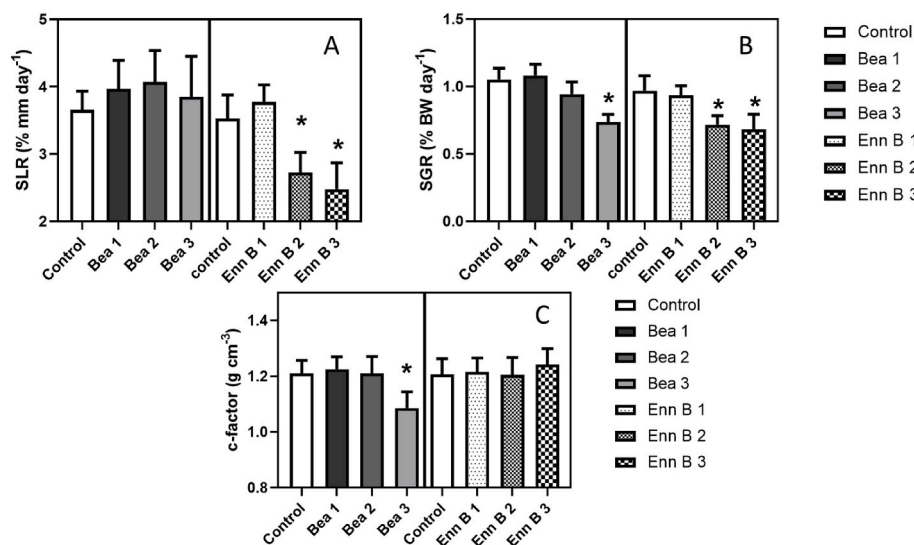 A
SLR (% mm day-1)
5
4
3
2
*
*
Control
Bea 1
Bea 2
Bea 3
control
Enn B 1
Enn B 2
Enn B 3
B
SGR (% BW day-1)
1.5
1.0
0.5
0.0
*
*
*
Control
Bea 1
Bea 2
Bea 3
control
Enn B 1
Enn B 2
Enn B 3
Control
Bea 1
Bea 2
Bea 3
Enn B 1
Enn B 2
Enn B 3
C
c-factor (g cm-3)
1.4
1.2
1.0
0.8
*
Control
Bea 1
Bea 2
Bea 3
Control
Enn B 1
Enn B 2
Enn B 3
Control
Bea 1
Bea 2
Bea 3
Enn B 1
Enn B 2
Enn B 3